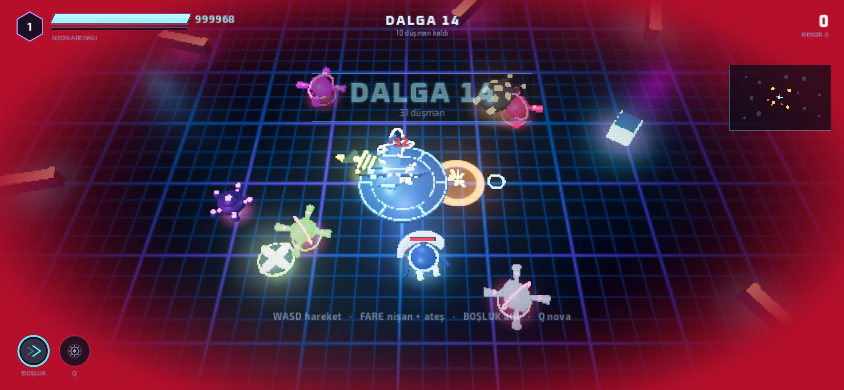 1
999968
NEON ARENASI
DALGA 14
10 düşman kaldı
0
REKOR 0
DALGA 14
31 düşman
WASD hareket · FARE nişan + ateş · BOŞLUK · Q nova
BOŞLUK
Q